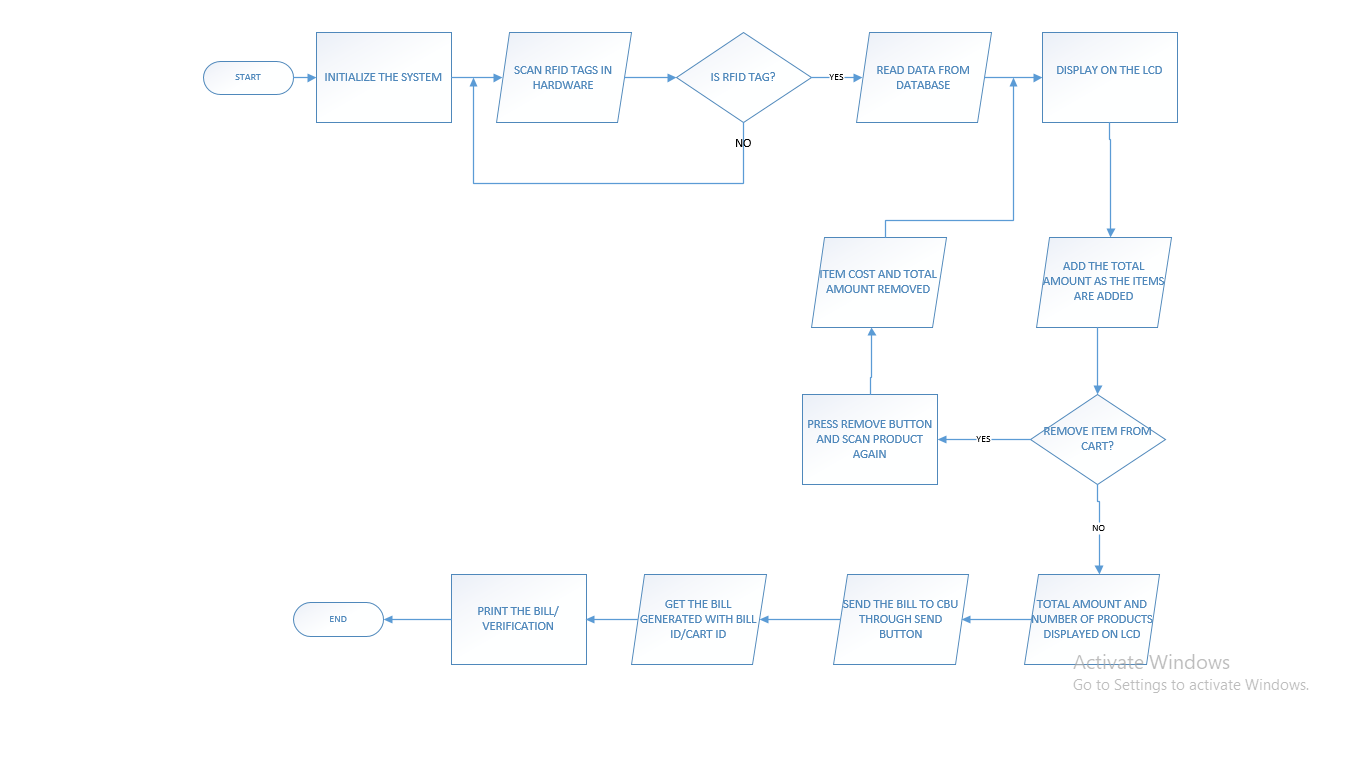 START
INITIALIZE THE SYSTEM
SCAN RFID TAGS IN
HARDWARE
IS RFID TAG?
YES
READ DATA FROM
DATABASE
DISPLAY ON THE LCD
NO
ITEM COST AND TOTAL
AMOUNT REMOVED
ADD THE TOTAL
AMOUNT AS THE ITEMS
ARE ADDED
PRESS REMOVE BUTTON
AND SCAN PRODUCT
AGAIN
YES
REMOVE ITEM FROM
CART?
NO
END
PRINT THE BILL/
VERIFICATION
GET THE BILL
GENERATED WITH BILL
ID/CART ID
SEND THE BILL TO CBU
THROUGH SEND
BUTTON
TOTAL AMOUNT AND
NUMBER OF PRODUCTS
DISPLAYED ON LCD
Activate Windows
Go to Settings to activate Windows.